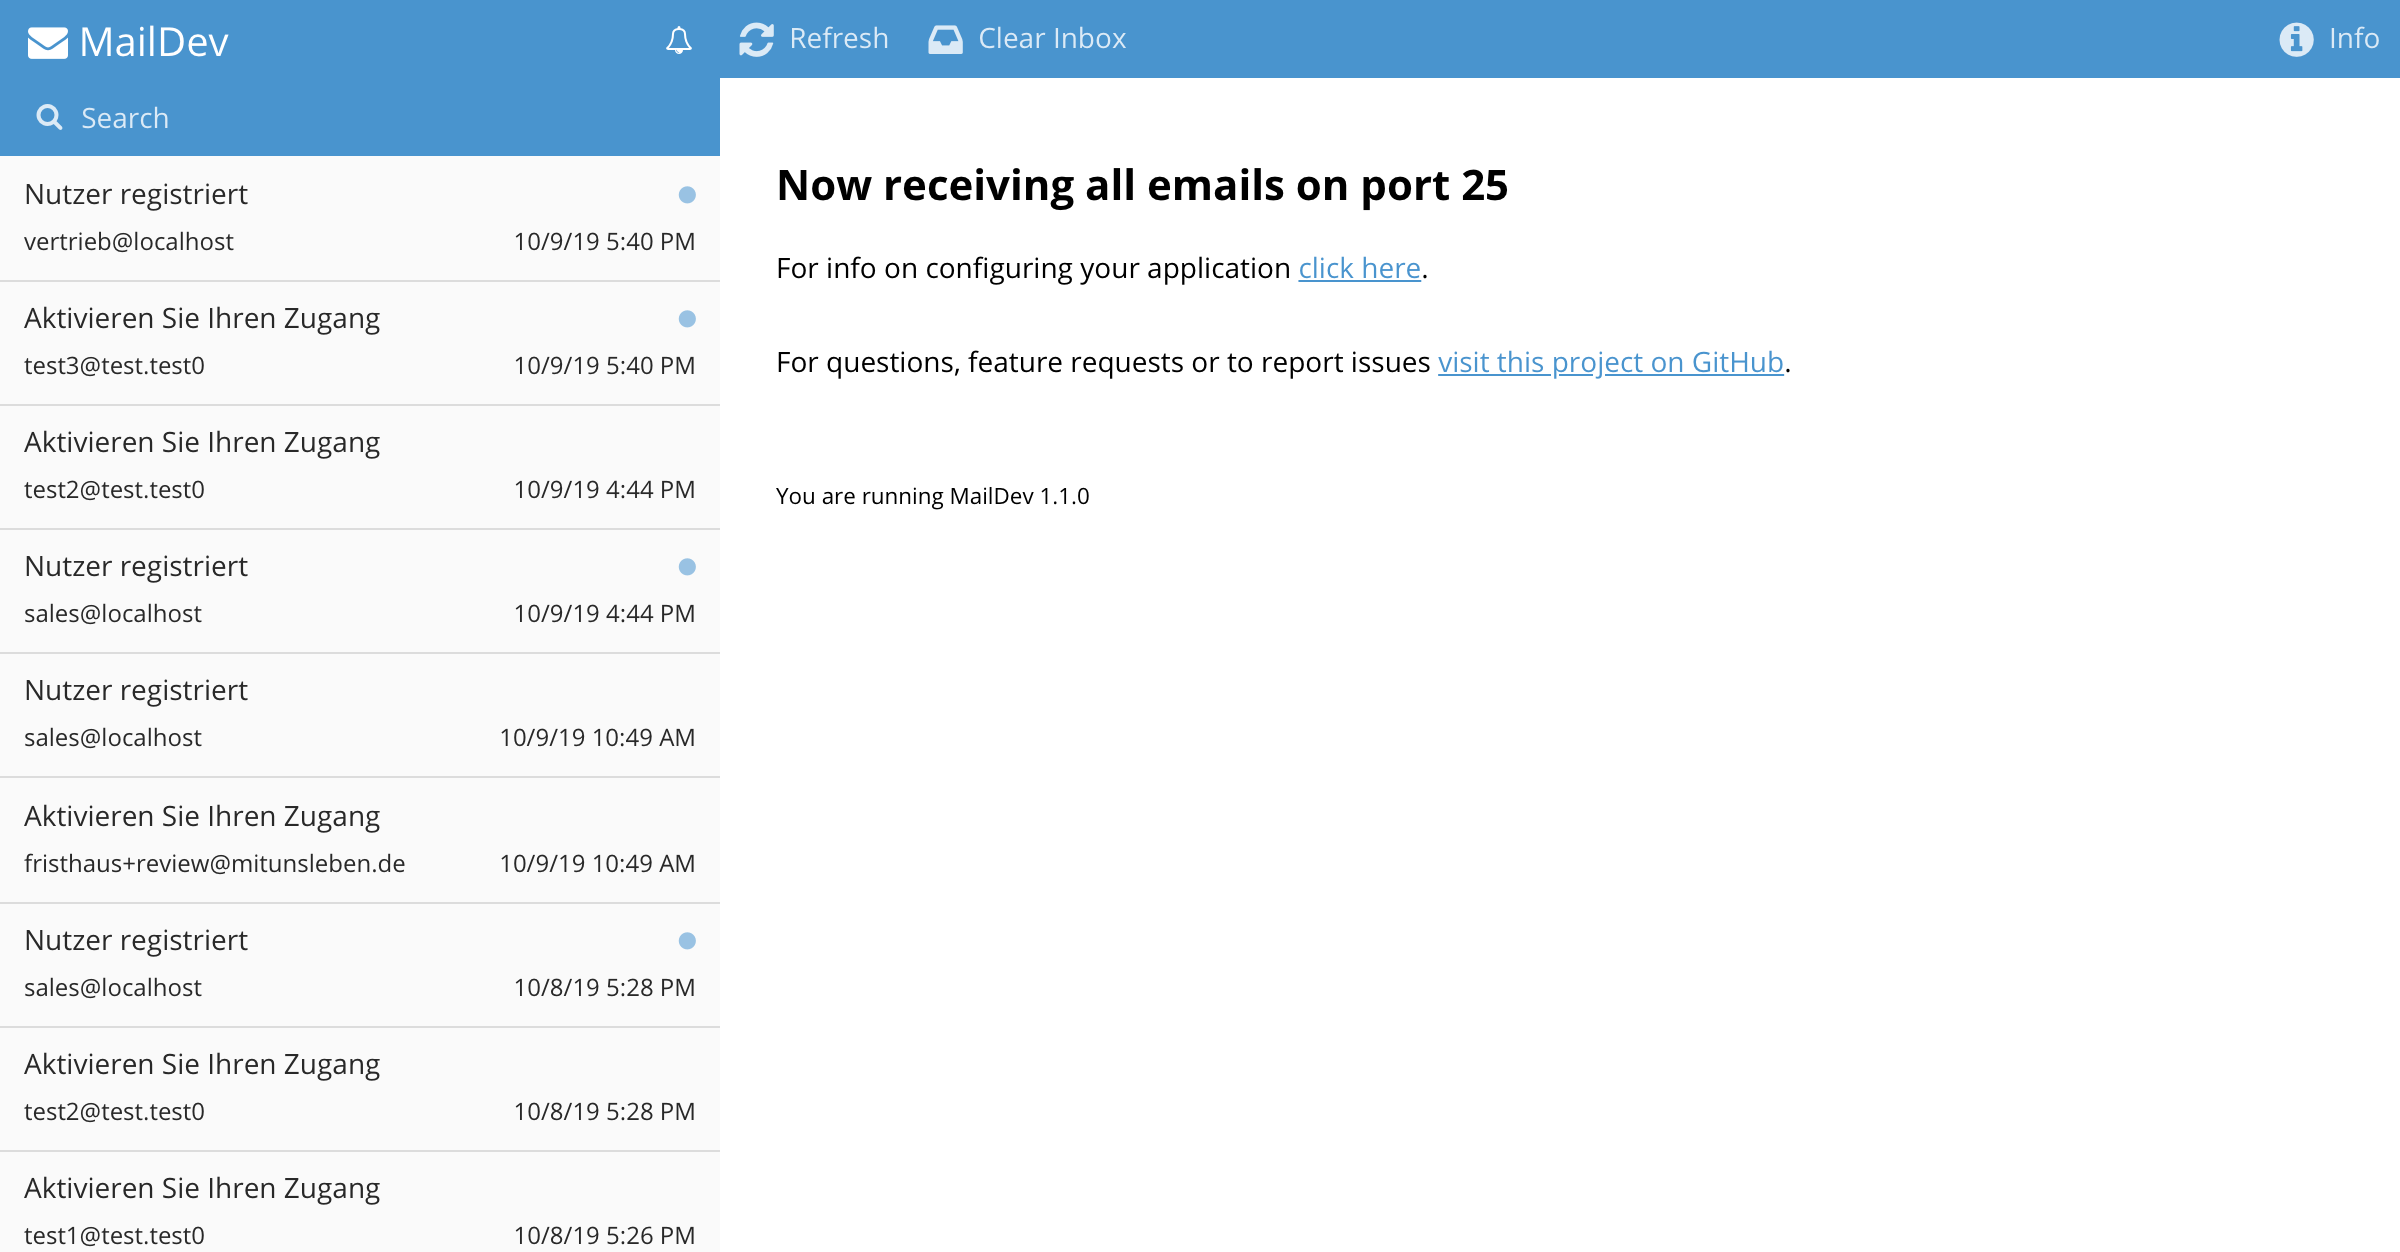 MailDev
Search
Refresh
Clear Inbox
Info
Nutzer registriert
vertrieb@localhost 10/9/19 5:40 PM
Aktivieren Sie Ihren Zugang
test3@test.test0 10/9/19 5:40 PM
Aktivieren Sie Ihren Zugang
test2@test.test0 10/9/19 4:44 PM
Nutzer registriert
sales@localhost 10/9/19 4:44 PM
Nutzer registriert
sales@localhost 10/9/19 10:49 AM
Aktivieren Sie Ihren Zugang
fristhaus+review@mitunsleben.de 10/9/19 10:49 AM
Nutzer registriert
sales@localhost 10/8/19 5:28 PM
Aktivieren Sie Ihren Zugang
test2@test.test0 10/8/19 5:28 PM
Aktivieren Sie Ihren Zugang
test1@test.test0 10/8/19 5:26 PM
Now receiving all emails on port 25
For info on configuring your application click here.
For questions, feature requests or to report issues visit this project on GitHub.
You are running MailDev 1.1.0